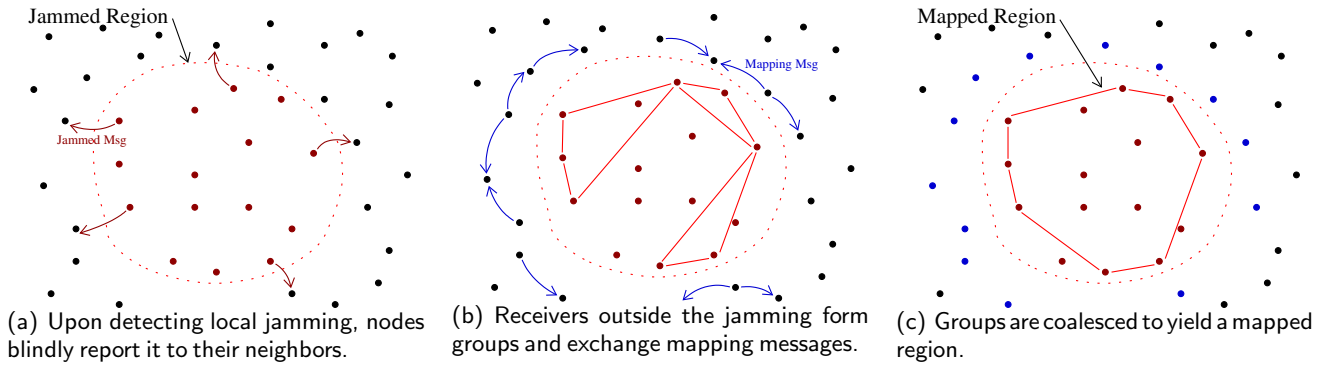 Jammed Region
Jammed Msg
(a) Upon detecting local jamming, nodes
blindly report it to their neighbors.
Mapping Msg
(b) Receivers outside the jamming form
groups and exchange mapping messages.
Mapped Region
(c) Groups are coalesced to yield a mapped
region.